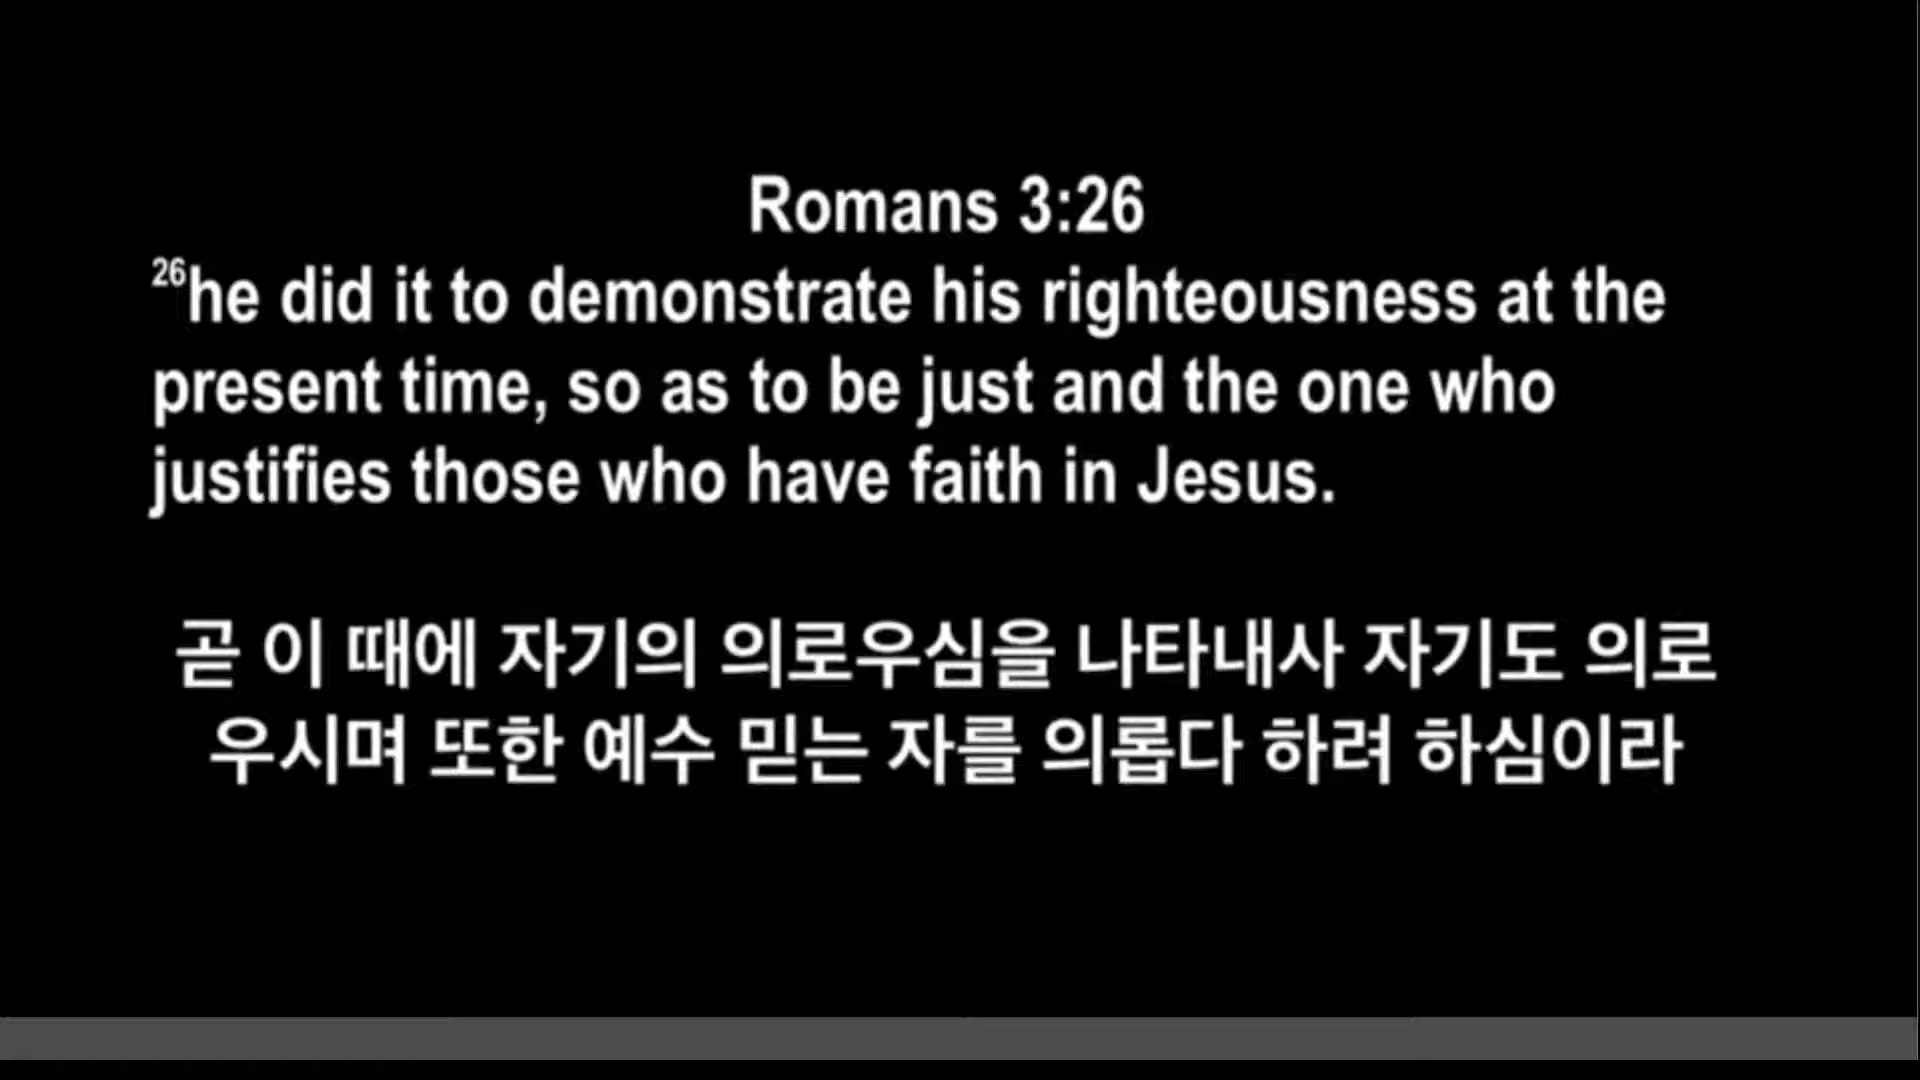 Romans 3:26
26he did it to demonstrate his righteousness at the
present time, so as to be just and the one who
justifies those who have faith in Jesus.
곧 이 때에 자기의 의로우심을 나타내사 자기도 의로
우시며 또한 예수 믿는 자를 의롭다 하려 하심이라